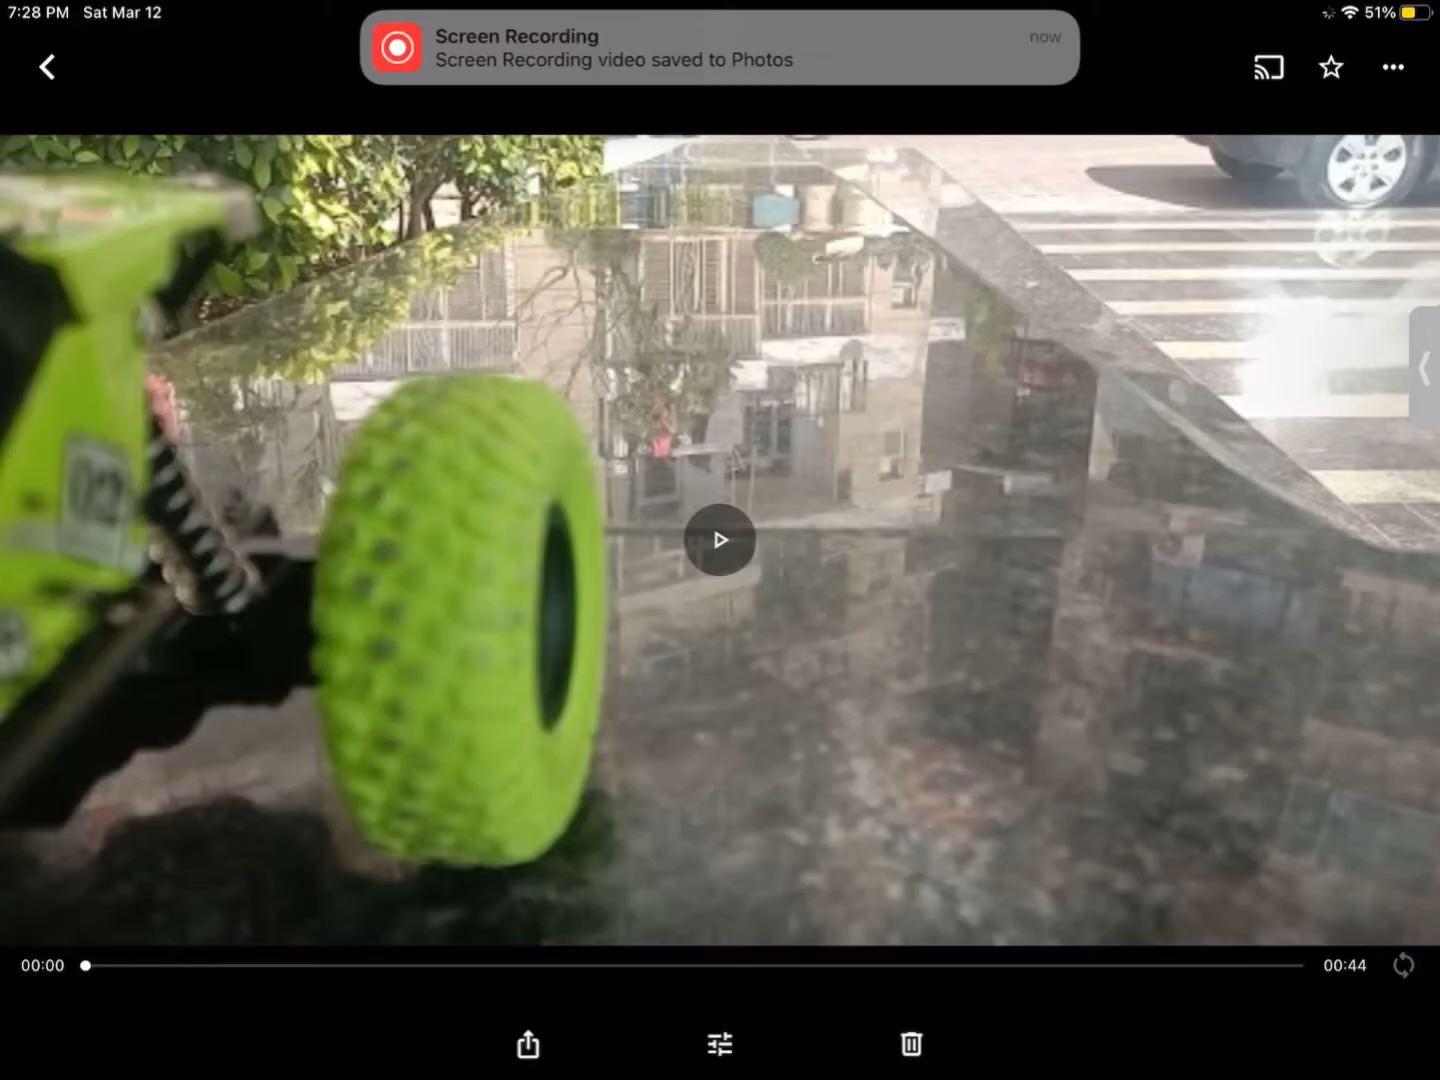 7:28 PM Sat Mar 12
51%
Screen Recording
now
Screen Recording video saved to Photos
02
00:00
00:44